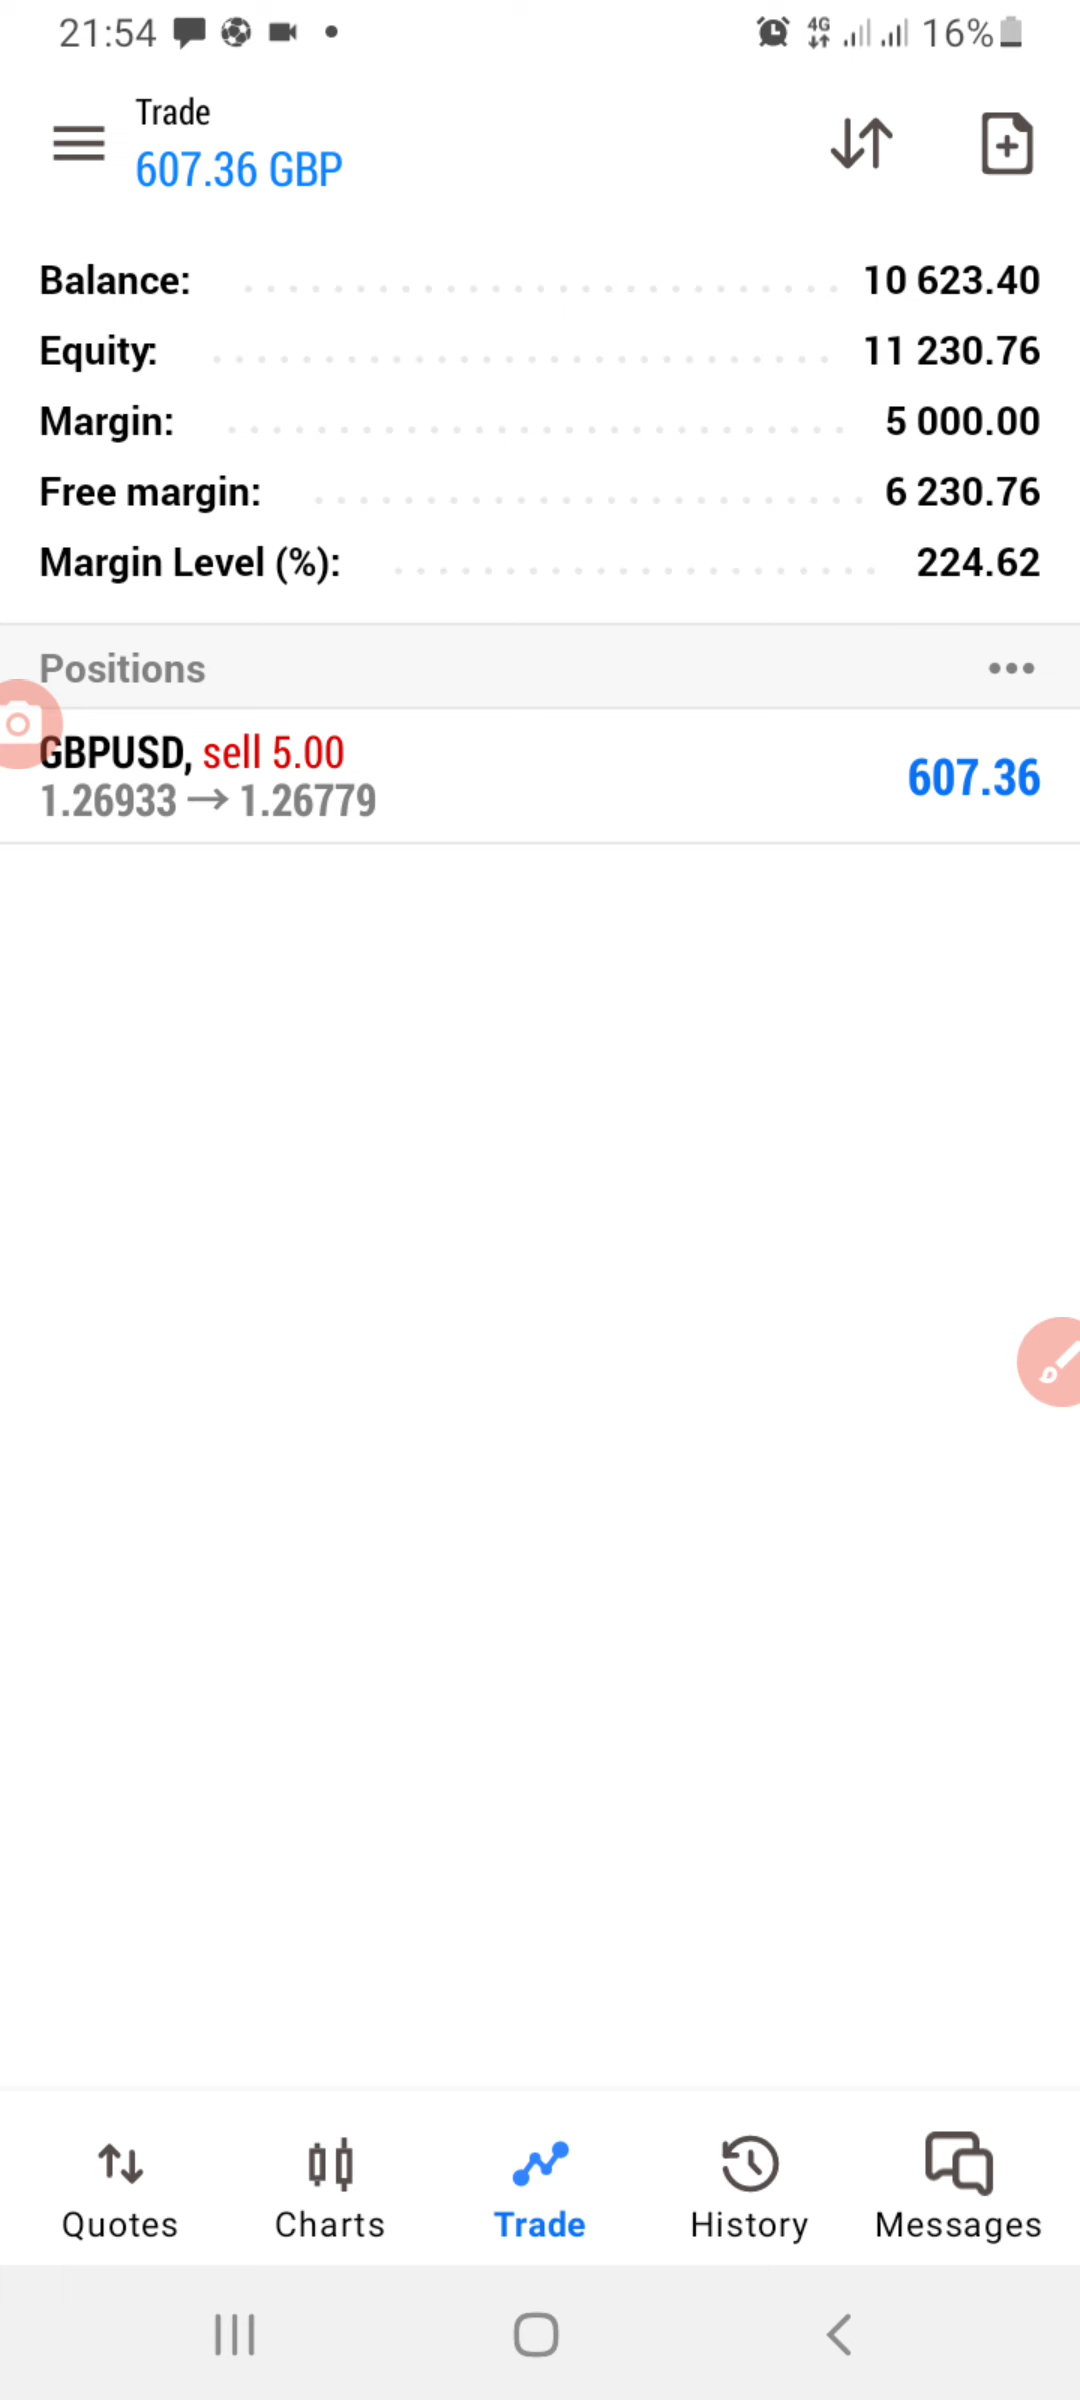 21:54 4G 16%
Trade
607.36 GBP
Balance: 10 623.40
Equity: 11 230.76
Margin: 5 000.00
Free margin: 6 230.76
Margin Level (%): 224.62
Positions
GBPUSD, sell 5.00
1.26933 → 1.26779 607.36
Quotes Charts Trade History Messages